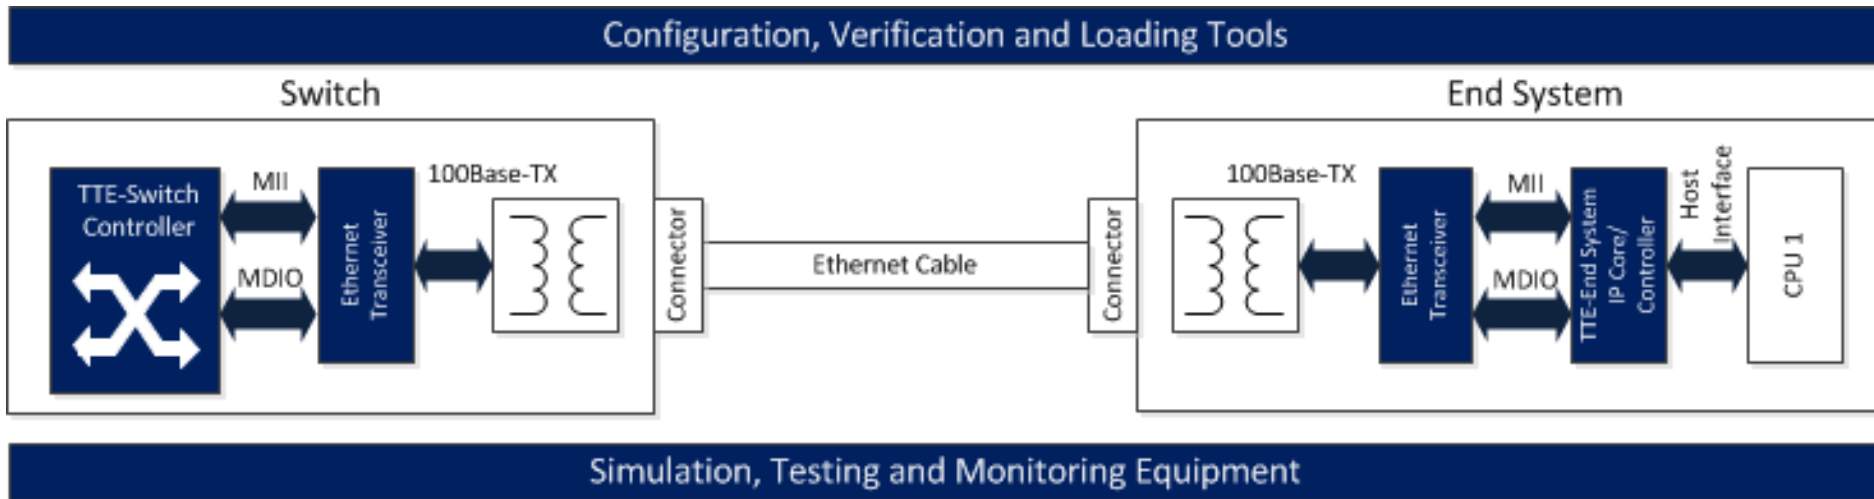 Configuration, Verification and Loading Tools
Switch
End System
TTE-Switch
Controller
MII
MDIO
Ethernet
Transceiver
100Base-TX
Connector
Ethernet Cable
Connector
100Base-TX
Ethernet
Transceiver
MII
MDIO
TTE-End System
IP Core/
Controller
Host
Interface
CPU 1
Simulation, Testing and Monitoring Equipment